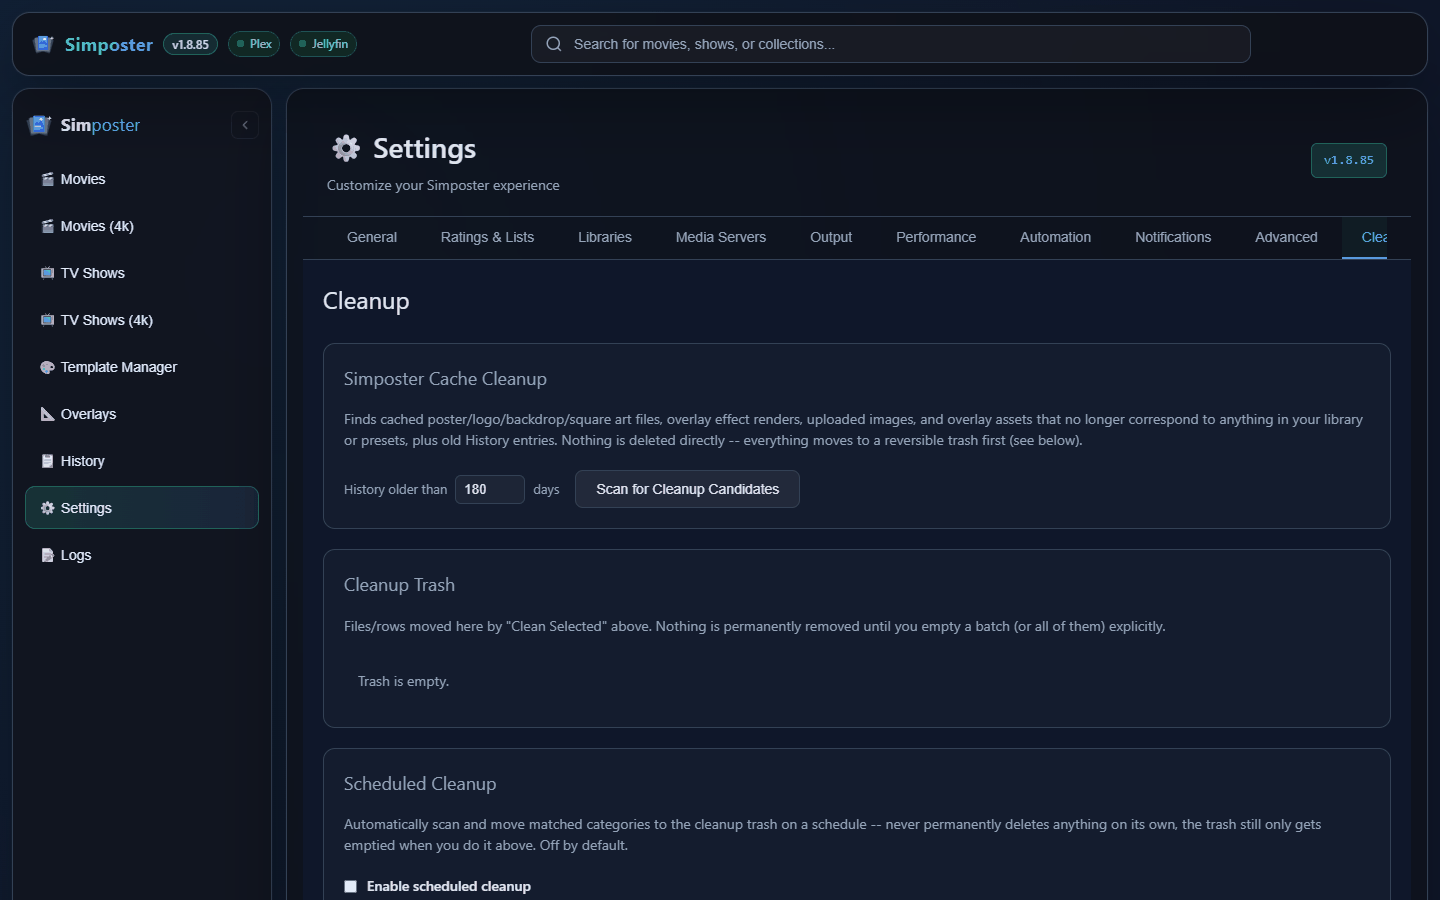 Simposter
v1.8.85
Plex
Jellyfin
Search for movies, shows, or collections...
Simposter
Movies
Movies (4k)
TV Shows
TV Shows (4k)
Template Manager
Overlays
History
Settings
Logs
Settings
Customize your Simposter experience
v1.8.85
General
Ratings & Lists
Libraries
Media Servers
Output
Performance
Automation
Notifications
Advanced
Clea
Cleanup
Simposter Cache Cleanup
Finds cached poster/logo/backdrop/square art files, overlay effect renders, uploaded images, and overlay assets that no longer correspond to anything in your library
or presets, plus old History entries. Nothing is deleted directly -- everything moves to a reversible trash first (see below).
History older than 180 days
Scan for Cleanup Candidates
Cleanup Trash
Files/rows moved here by "Clean Selected" above. Nothing is permanently removed until you empty a batch (or all of them) explicitly.
Trash is empty.
Scheduled Cleanup
Automatically scan and move matched categories to the cleanup trash on a schedule -- never permanently deletes anything on its own, the trash still only gets
emptied when you do it above. Off by default.
Enable scheduled cleanup